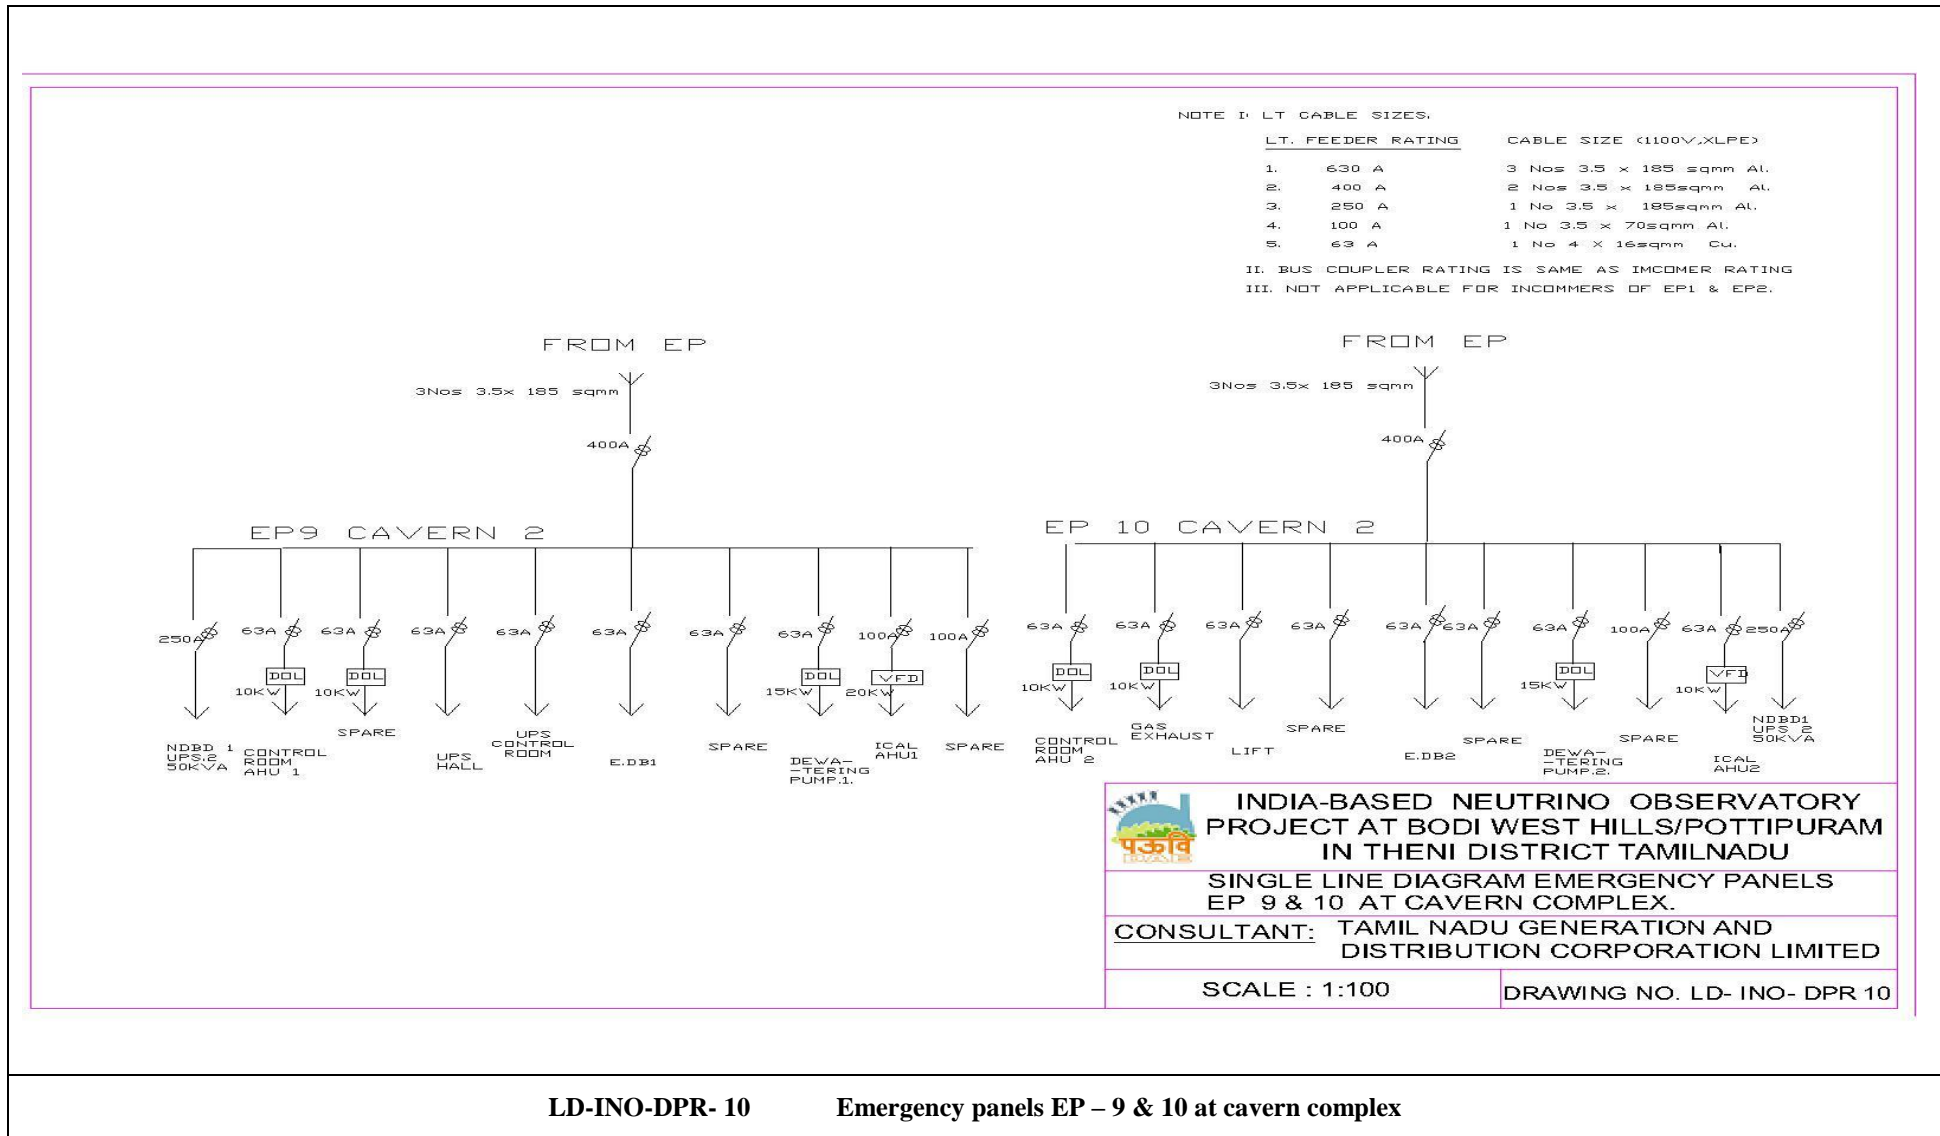 NOTE I: LT CABLE SIZES.
LT. FEEDER RATING CABLE SIZE (1100V,XLPE)
1. 630 A 3 Nos 3.5 x 185 sqmm Al.
2. 400 A 2 Nos 3.5 x 185sqmm Al.
3. 250 A 1 No 3.5 x 185sqmm Al.
4. 100 A 1 No 3.5 x 70sqmm Al.
5. 63 A 1 No 4 X 16sqmm Cu.
II. BUS COUPLER RATING IS SAME AS IMCOMER RATING
III. NOT APPLICABLE FOR INCOMMERS OF EP1 & EP2.
FROM EP
3Nos 3.5x 185 sqmm
400A
EP9 CAVERN 2
250A 63A 63A 63A 63A 63A 63A 63A 100A 100A
DOL DOL DOL VFD
10KW 10KW 15KW 20KW
NDBD 1
UPS.2
50KVA
CONTROL
ROOM
AHU 1
SPARE
UPS
HALL
UPS
CONTROL
ROOM
E.DB1
SPARE
DEWA-
-TERING
PUMP.1.
ICAL
AHU1
SPARE
FROM EP
3Nos 3.5x 185 sqmm
400A
EP 10 CAVERN 2
63A 63A 63A 63A 63A 63A 63A 100A 63A 250A
DOL DOL DOL VFD
10KW 10KW 15KW 10KW
CONTROL
ROOM
AHU 2
GAS
EXHAUST
LIFT
SPARE
E.DB2
SPARE
DEWA-
-TERING
PUMP.2.
SPARE
ICAL
AHU2
NDBD1
UPS 2
50KVA
पऊवि
DAE
INDIA-BASED NEUTRINO OBSERVATORY
PROJECT AT BODI WEST HILLS/POTTIPURAM
IN THENI DISTRICT TAMILNADU
SINGLE LINE DIAGRAM EMERGENCY PANELS
EP 9 & 10 AT CAVERN COMPLEX.
CONSULTANT: TAMIL NADU GENERATION AND
DISTRIBUTION CORPORATION LIMITED
SCALE : 1:100 DRAWING NO. LD- INO- DPR 10
LD-INO-DPR- 10 Emergency panels EP – 9 & 10 at cavern complex